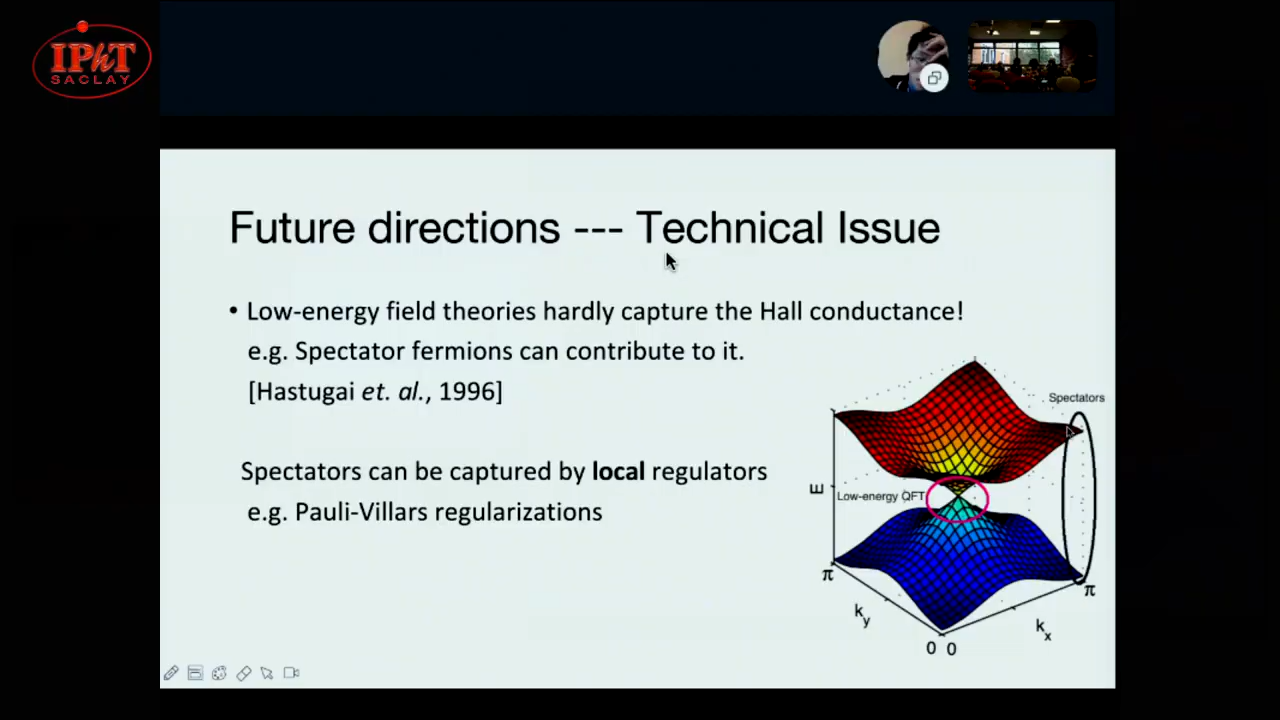 IPhT
SACLAY
Future directions --- Technical Issue
• Low-energy field theories hardly capture the Hall conductance!
e.g. Spectator fermions can contribute to it.
[Hastugai et. al., 1996]
Spectators can be captured by local regulators
e.g. Pauli-Villars regularizations
Spectators
E
Low-energy QFT
π
π
k_y
k_x
0 0